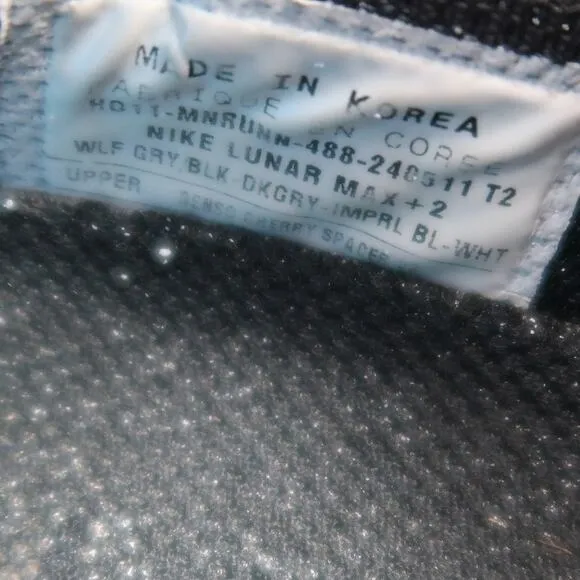 MADE IN KOREA
FABRIQUE EN COREE
HO11-MNRUNN-488-240511 T2
NIKE LUNAR MAX+2
WLF GRY/BLK-DKGRY-IMPRL BL-WHT
UPPER